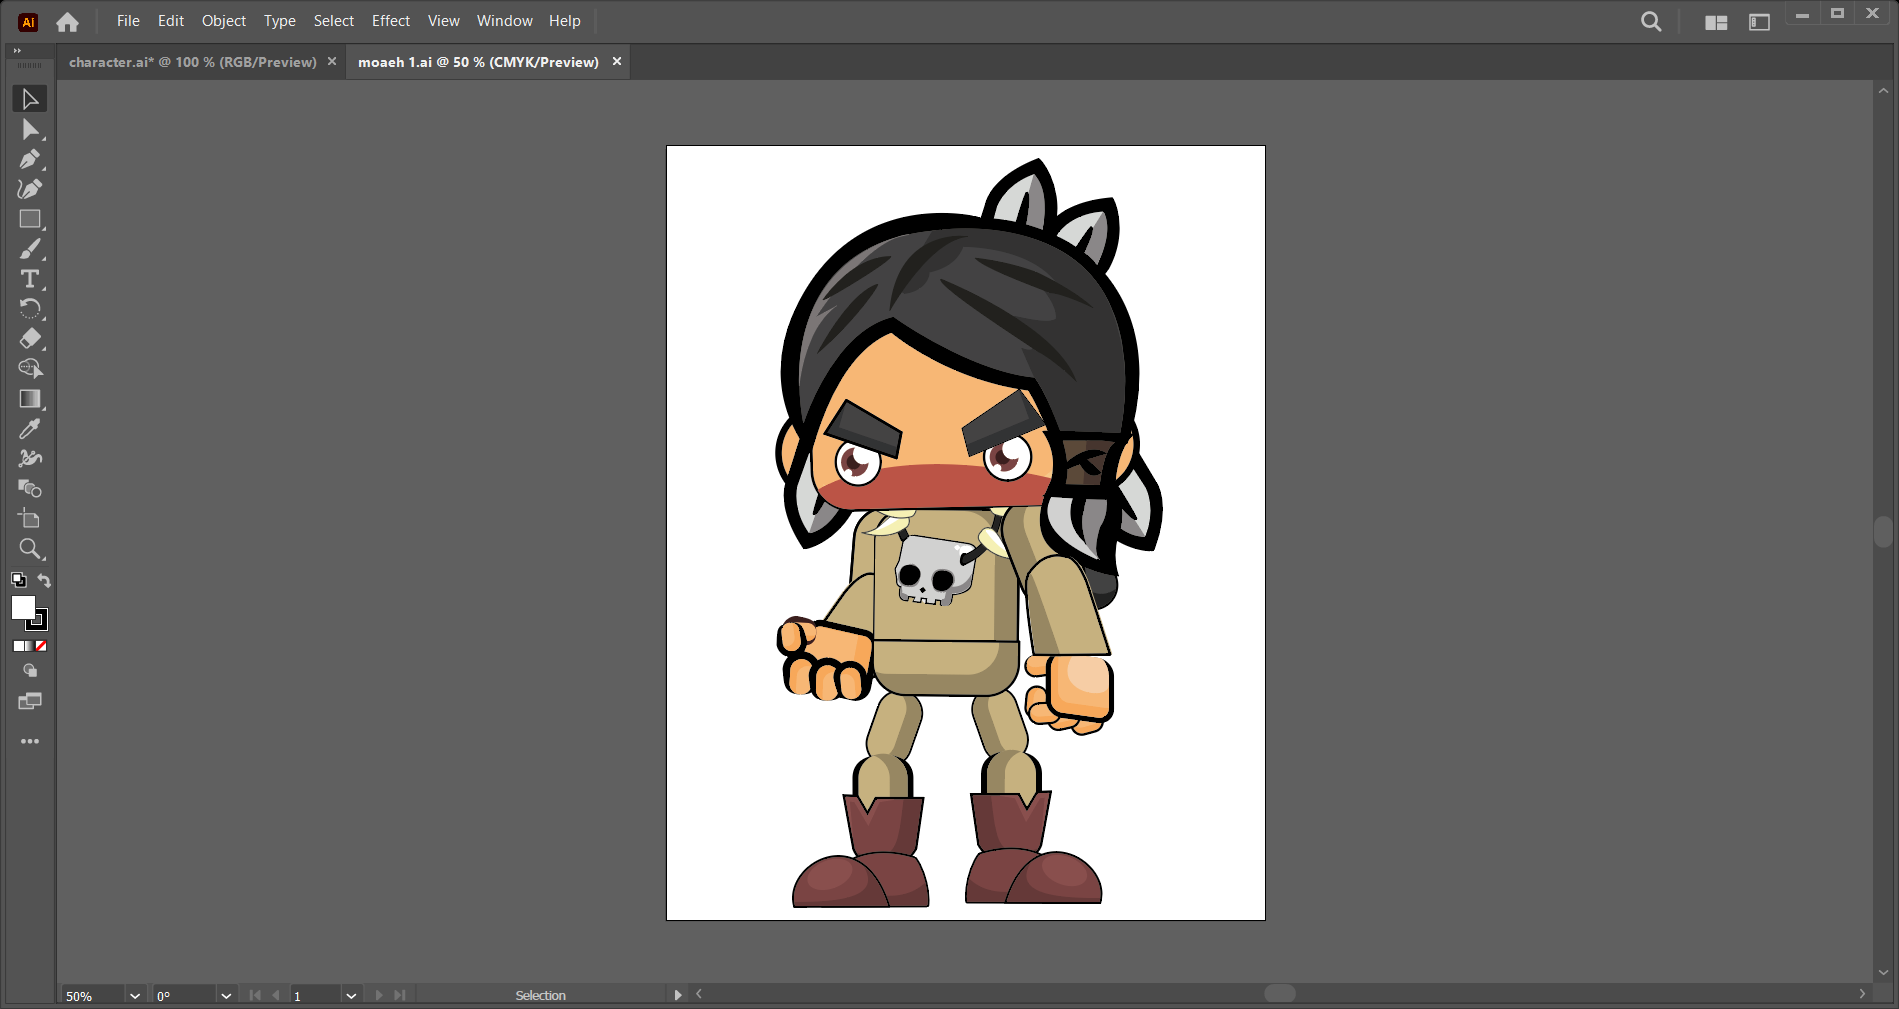 Ai File Edit Object Type Select Effect View Window Help
character.ai* @ 100 % (RGB/Preview) × moaeh 1.ai @ 50 % (CMYK/Preview) ×
T
50% 0° 1 Selection